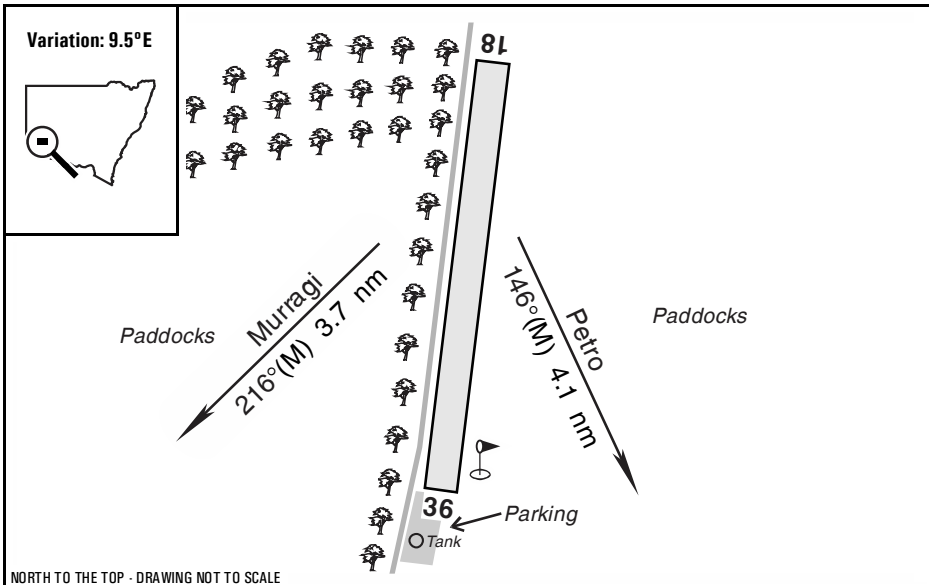 Variation: 9.5°E
18
Murragi
216°(M) 3.7 nm
Paddocks
Petro
146°(M) 4.1 nm
Paddocks
36
Parking
Tank
NORTH TO THE TOP - DRAWING NOT TO SCALE